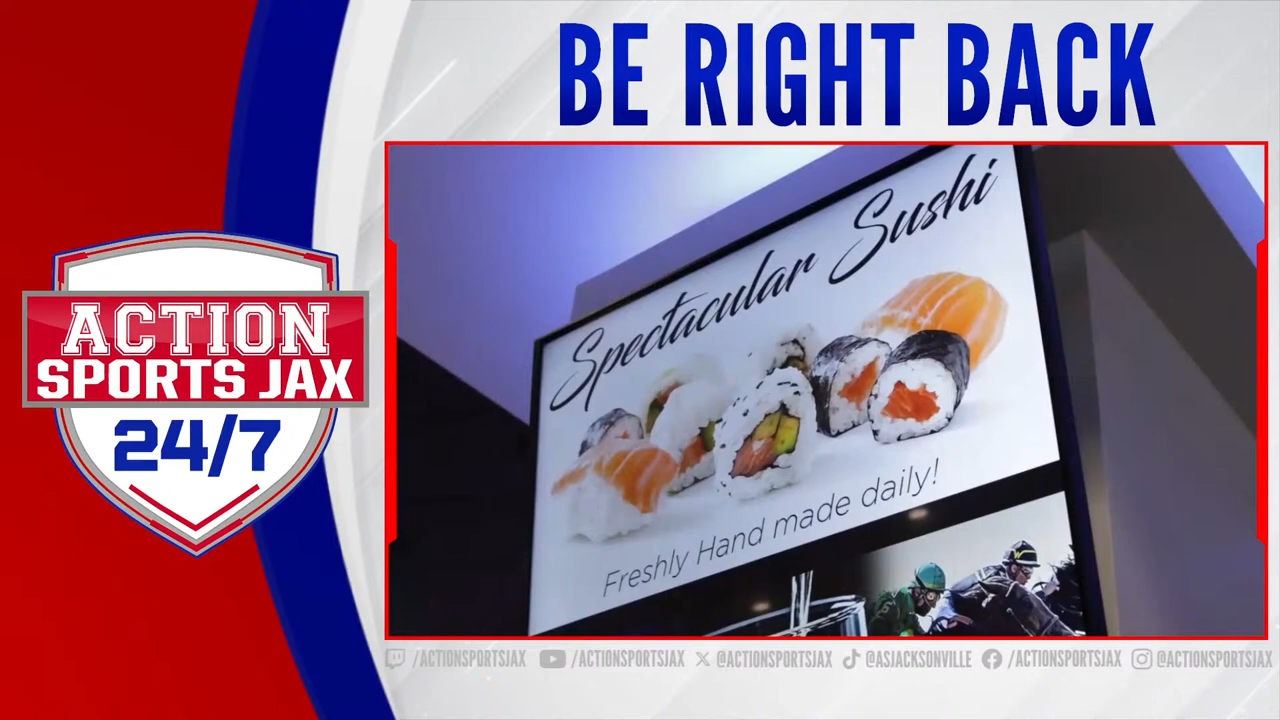 BE RIGHT BACK
Spectacular Sushi
Freshly Hand made daily!
ACTION
SPORTS JAX
24/7
/ACTIONSPORTSJAX
/ACTIONSPORTSJAX
@ACTIONSPORTSJAX
@ASJACKSONVILLE
/ACTIONSPORTSJAX
@ACTIONSPORTSJAX